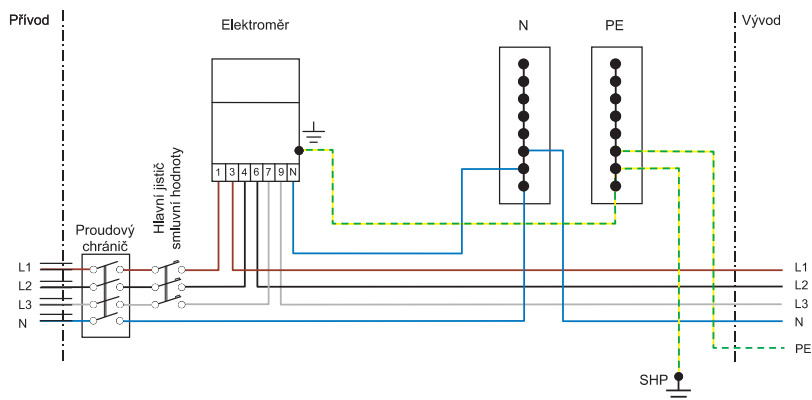 Přívod
Elektroměr
N
PE
Vývod
1 3 4 6 7 9 N
Hlavní jistič
smluvní hodnoty
Proudový
chránič
L1
L2
L3
N
L1
L2
L3
N
PE
SHP